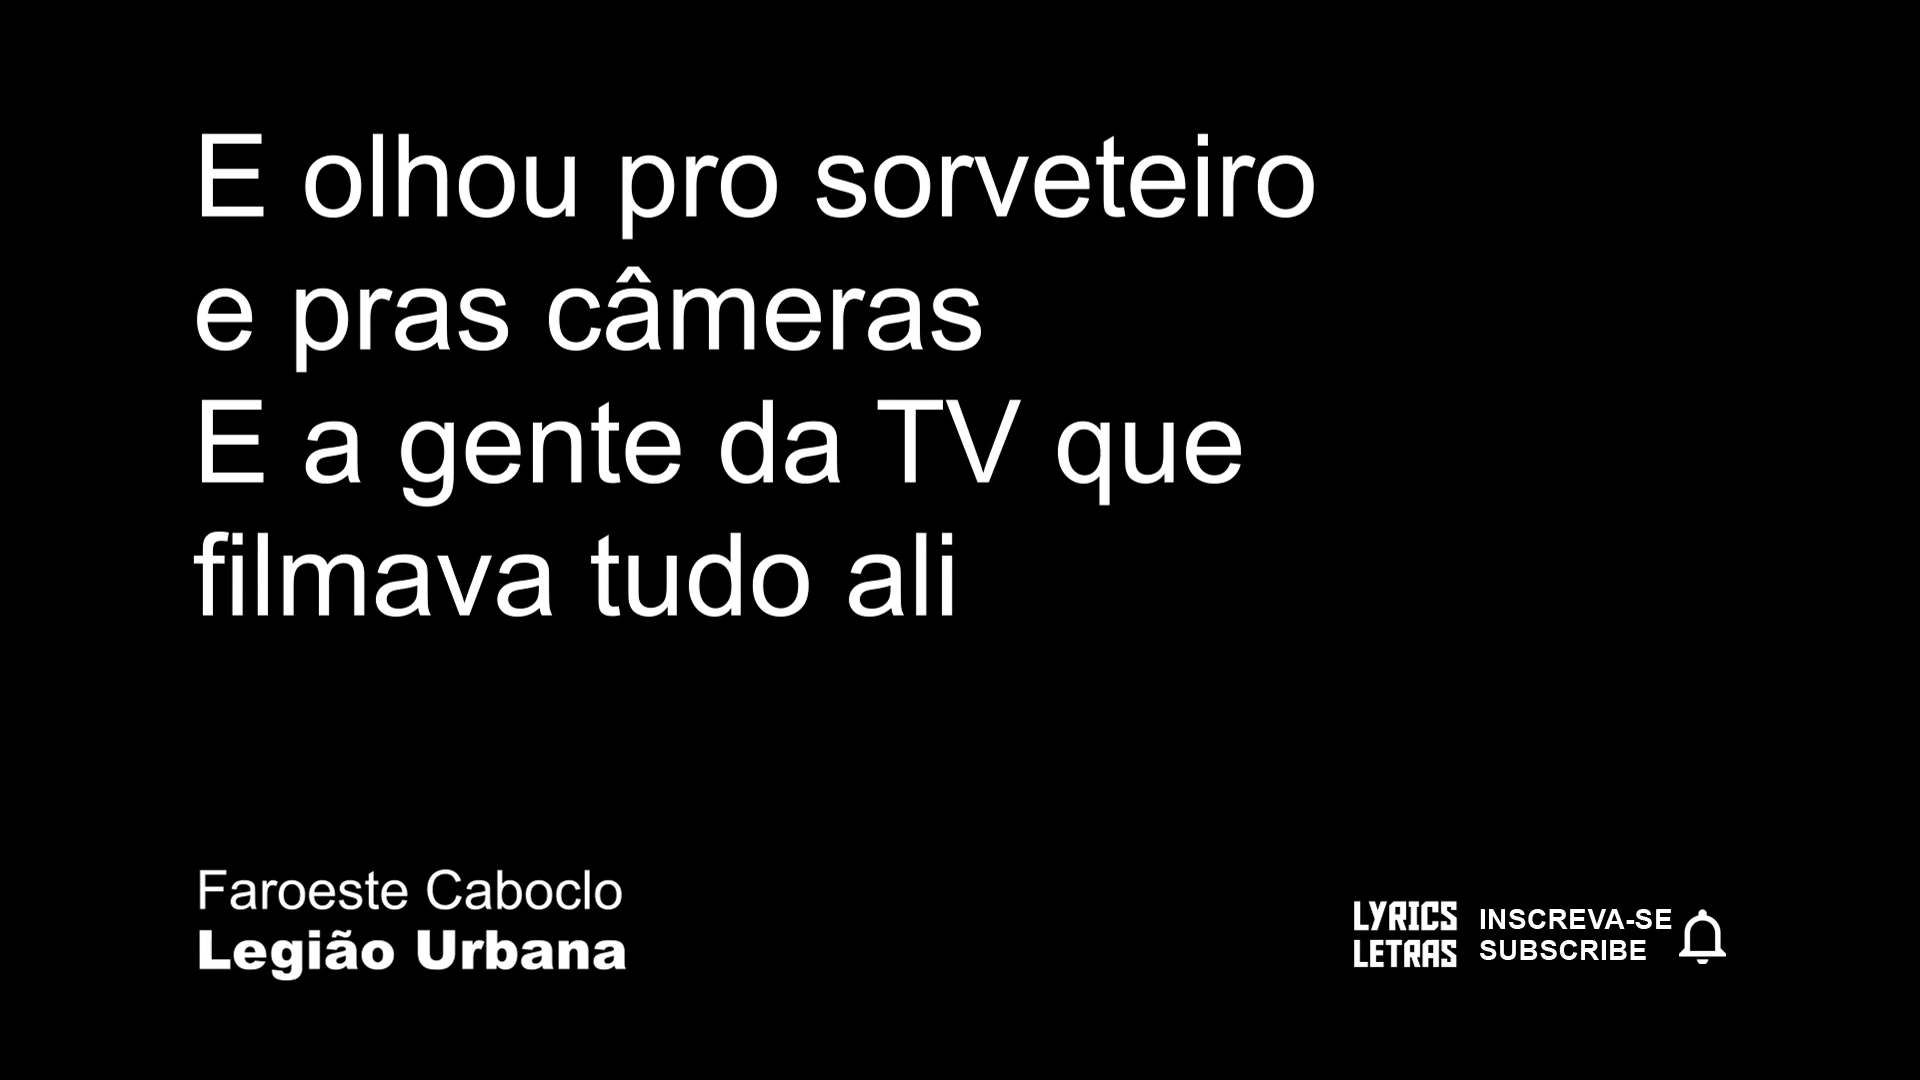 E olhou pro sorveteiro
e pras câmeras
E a gente da TV que
filmava tudo ali
Faroeste Caboclo
Legião Urbana
LYRICS
LETRAS
INSCREVA-SE
SUBSCRIBE